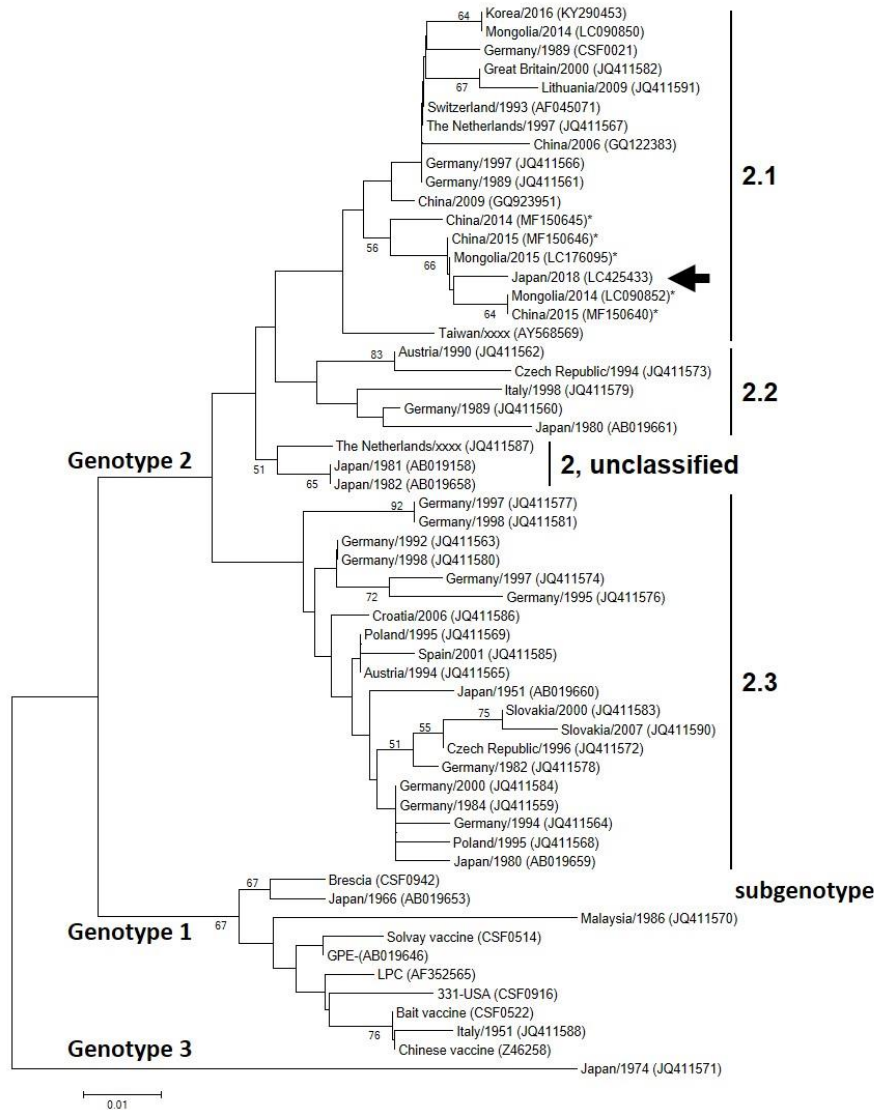 64
Korea/2016 (KY290453)
Mongolia/2014 (LC090850)
Germany/1989 (CSF0021)
Great Britain/2000 (JQ411582)
67
Lithuania/2009 (JQ411591)
Switzerland/1993 (AF045071)
The Netherlands/1997 (JQ411567)
China/2006 (GQ122383)
Germany/1997 (JQ411566)
2.1
Germany/1989 (JQ411561)
China/2009 (GQ923951)
China/2014 (MF150645)*
56
China/2015 (MF150646)*
66
Mongolia/2015 (LC176095)*
Japan/2018 (LC425433)
Mongolia/2014 (LC090852)*
64
China/2015 (MF150640)*
Taiwan/xxxx (AY568569)
83
Austria/1990 (JQ411562)
Czech Republic/1994 (JQ411573)
Italy/1998 (JQ411579)
2.2
Germany/1989 (JQ411560)
Japan/1980 (AB019661)
The Netherlands/xxxx (JQ411587)
Genotype 2
51
Japan/1981 (AB019158)
2, unclassified
65
Japan/1982 (AB019658)
92
Germany/1997 (JQ411577)
Germany/1998 (JQ411581)
Germany/1992 (JQ411563)
Germany/1998 (JQ411580)
Germany/1997 (JQ411574)
72
Germany/1995 (JQ411576)
Croatia/2006 (JQ411586)
Poland/1995 (JQ411569)
Spain/2001 (JQ411585)
Austria/1994 (JQ411565)
2.3
Japan/1951 (AB019660)
75
Slovakia/2000 (JQ411583)
55
Slovakia/2007 (JQ411590)
51
Czech Republic/1996 (JQ411572)
Germany/1982 (JQ411578)
Germany/2000 (JQ411584)
Germany/1984 (JQ411559)
Germany/1994 (JQ411564)
Poland/1995 (JQ411568)
Japan/1980 (AB019659)
67
Brescia (CSF0942)
subgenotype
Japan/1966 (AB019653)
67
Malaysia/1986 (JQ411570)
Genotype 1
Solvay vaccine (CSF0514)
GPE-(AB019646)
LPC (AF352565)
331-USA (CSF0916)
Bait vaccine (CSF0522)
76
Italy/1951 (JQ411588)
Chinese vaccine (Z46258)
Genotype 3
Japan/1974 (JQ411571)
0.01